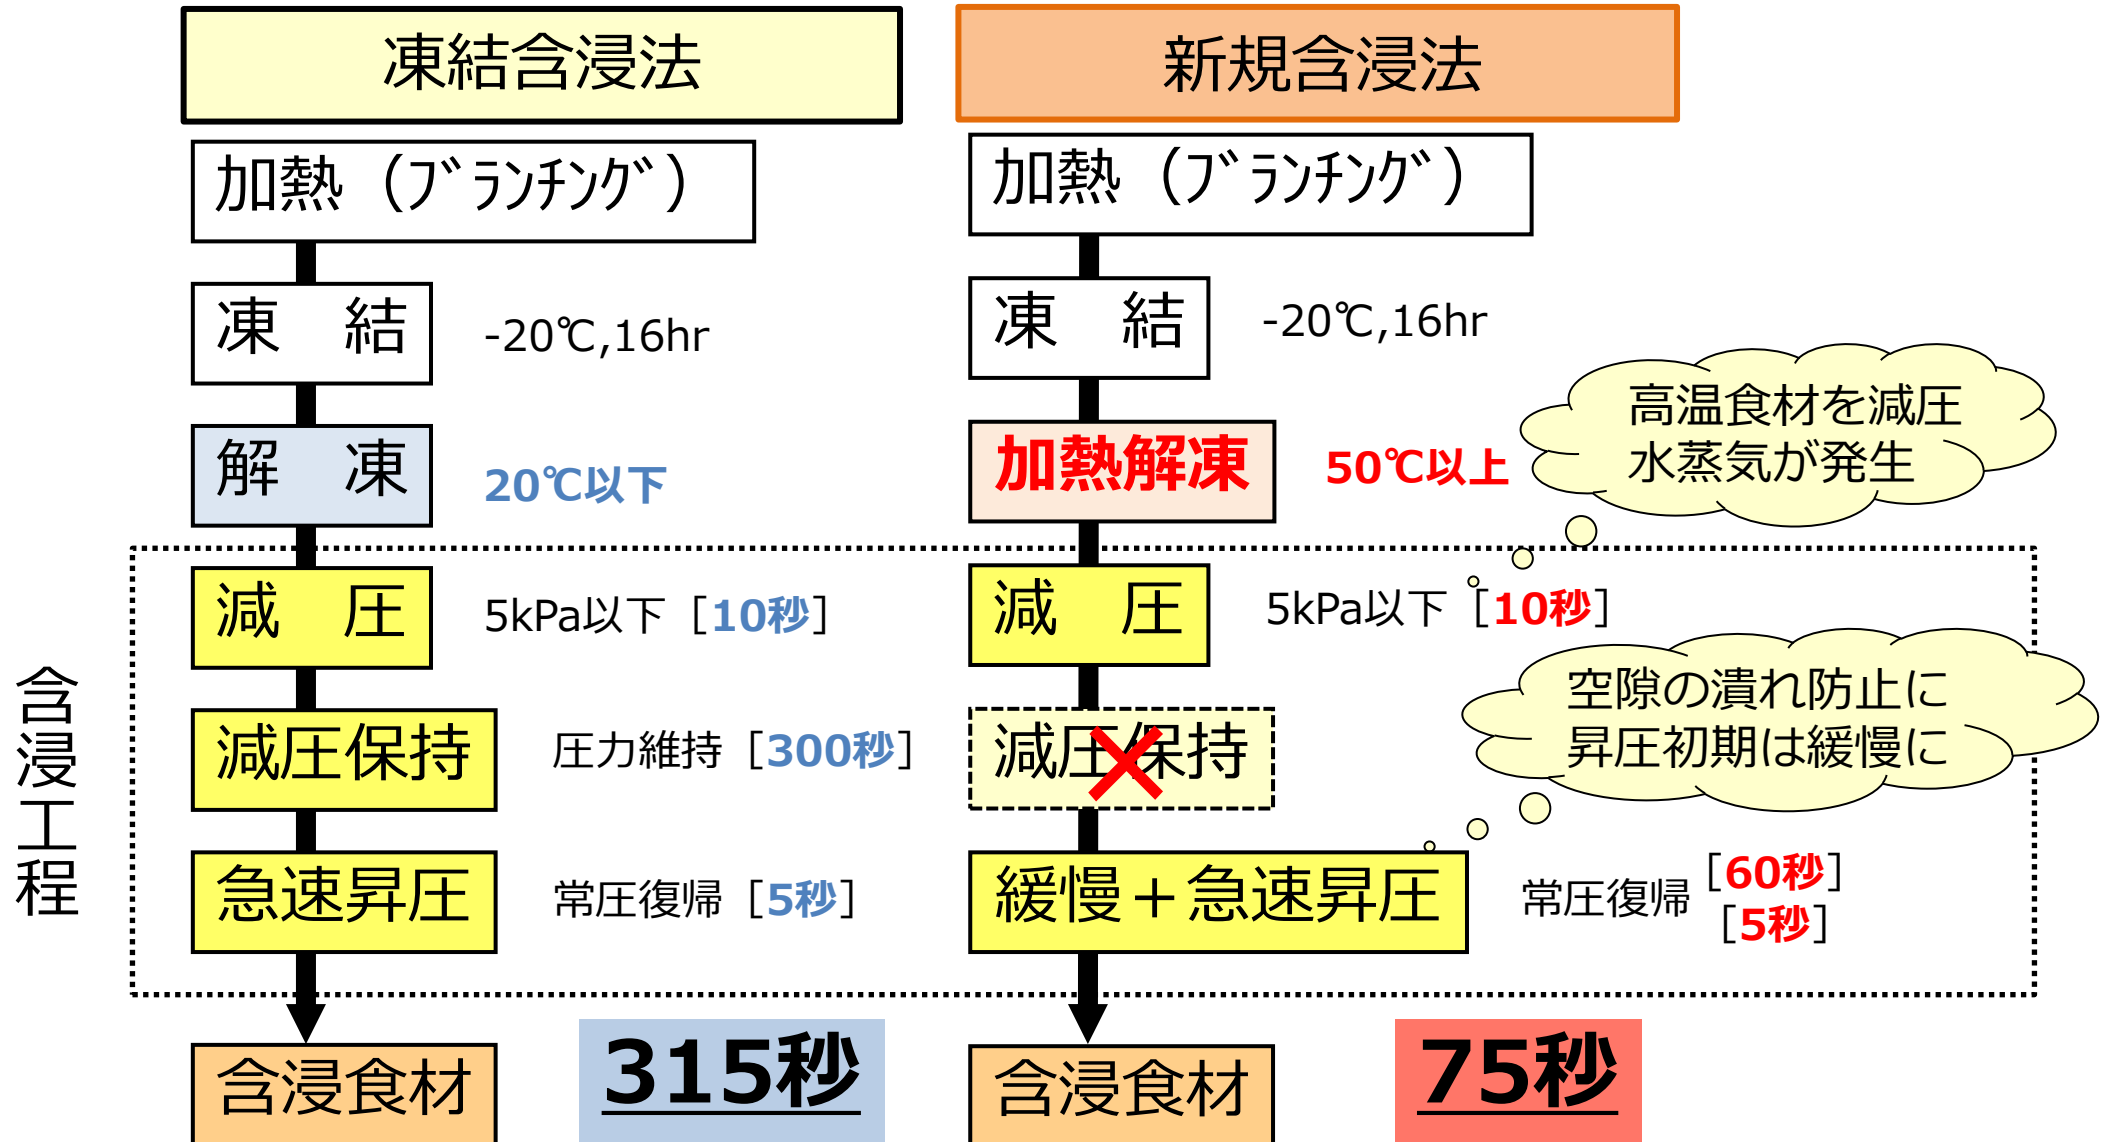 凍結含浸法
加熱（ﾌﾞﾗﾝﾁﾝｸﾞ）
凍　結
-20℃,16hr
解　凍
20℃以下
減　圧
5kPa以下［10秒］
減圧保持
圧力維持［300秒］
急速昇圧
常圧復帰［5秒］
含浸食材
315秒
新規含浸法
加熱（ﾌﾞﾗﾝﾁﾝｸﾞ）
凍　結
-20℃,16hr
加熱解凍
50℃以上
高温食材を減圧
水蒸気が発生
減　圧
5kPa以下［10秒］
減圧保持
空隙の潰れ防止に
昇圧初期は緩慢に
緩慢＋急速昇圧
常圧復帰
［60秒］
［5秒］
含浸食材
75秒
含浸工程